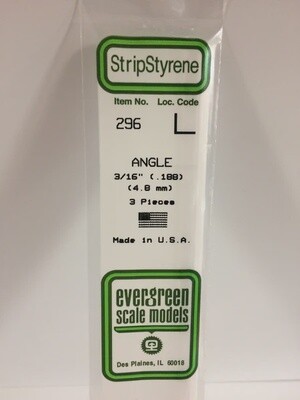 StripStyrene
Item No. Loc. Code
296 L
ANGLE
3/16" (.188)
(4.8 mm)
3 Pieces
Made in U.S.A.
evergreen
scale models
Des Plaines, IL 60018